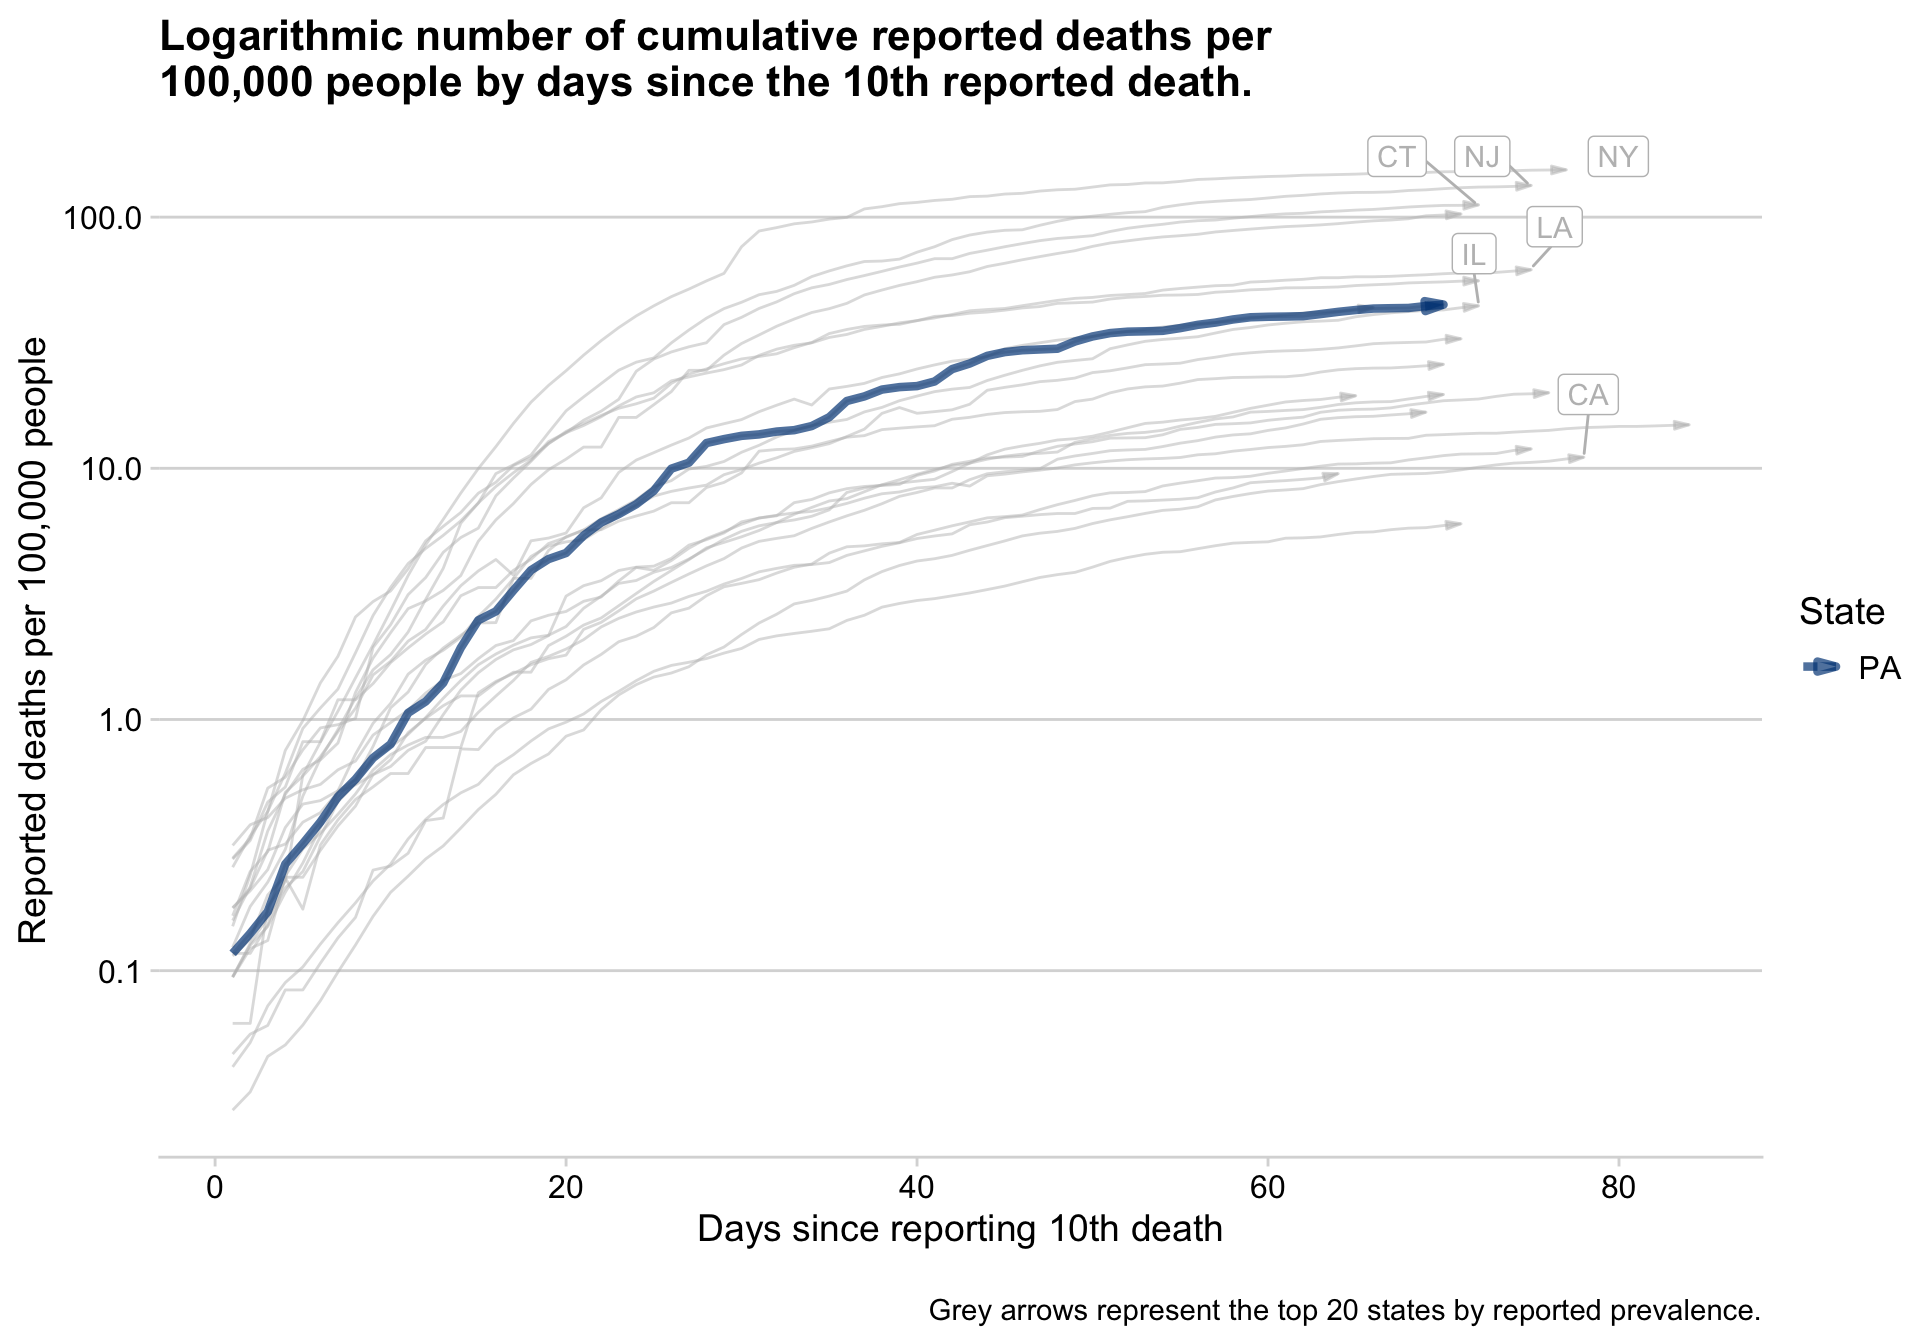 Logarithmic number of cumulative reported deaths per
100,000 people by days since the 10th reported death.
CT NJ NY
LA
IL
CA
100.0
10.0
1.0
0.1
Reported deaths per 100,000 people
State
PA
0 20 40 60 80
Days since reporting 10th death
Grey arrows represent the top 20 states by reported prevalence.